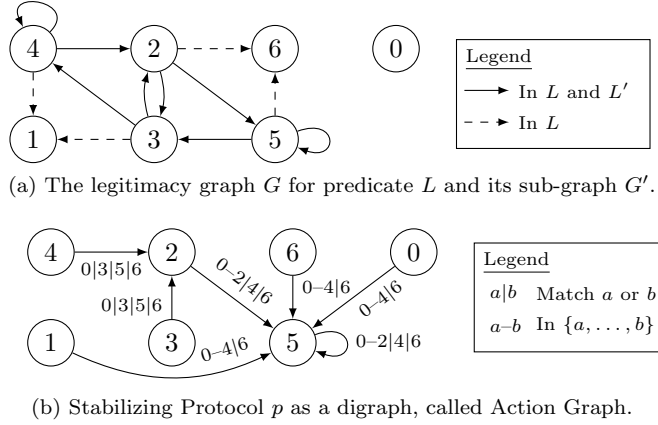 4
2
6
0
1
3
5
Legend
In L and L′
In L
(a) The legitimacy graph G for predicate L and its sub-graph G′.
4
2
6
0
0|3|5|6
0–2|4|6
0–4|6
0–4|6
0|3|5|6
1
3
5
0–4|6
0–2|4|6
Legend
a|b Match a or b
a–b In {a, . . . , b}
(b) Stabilizing Protocol p as a digraph, called Action Graph.